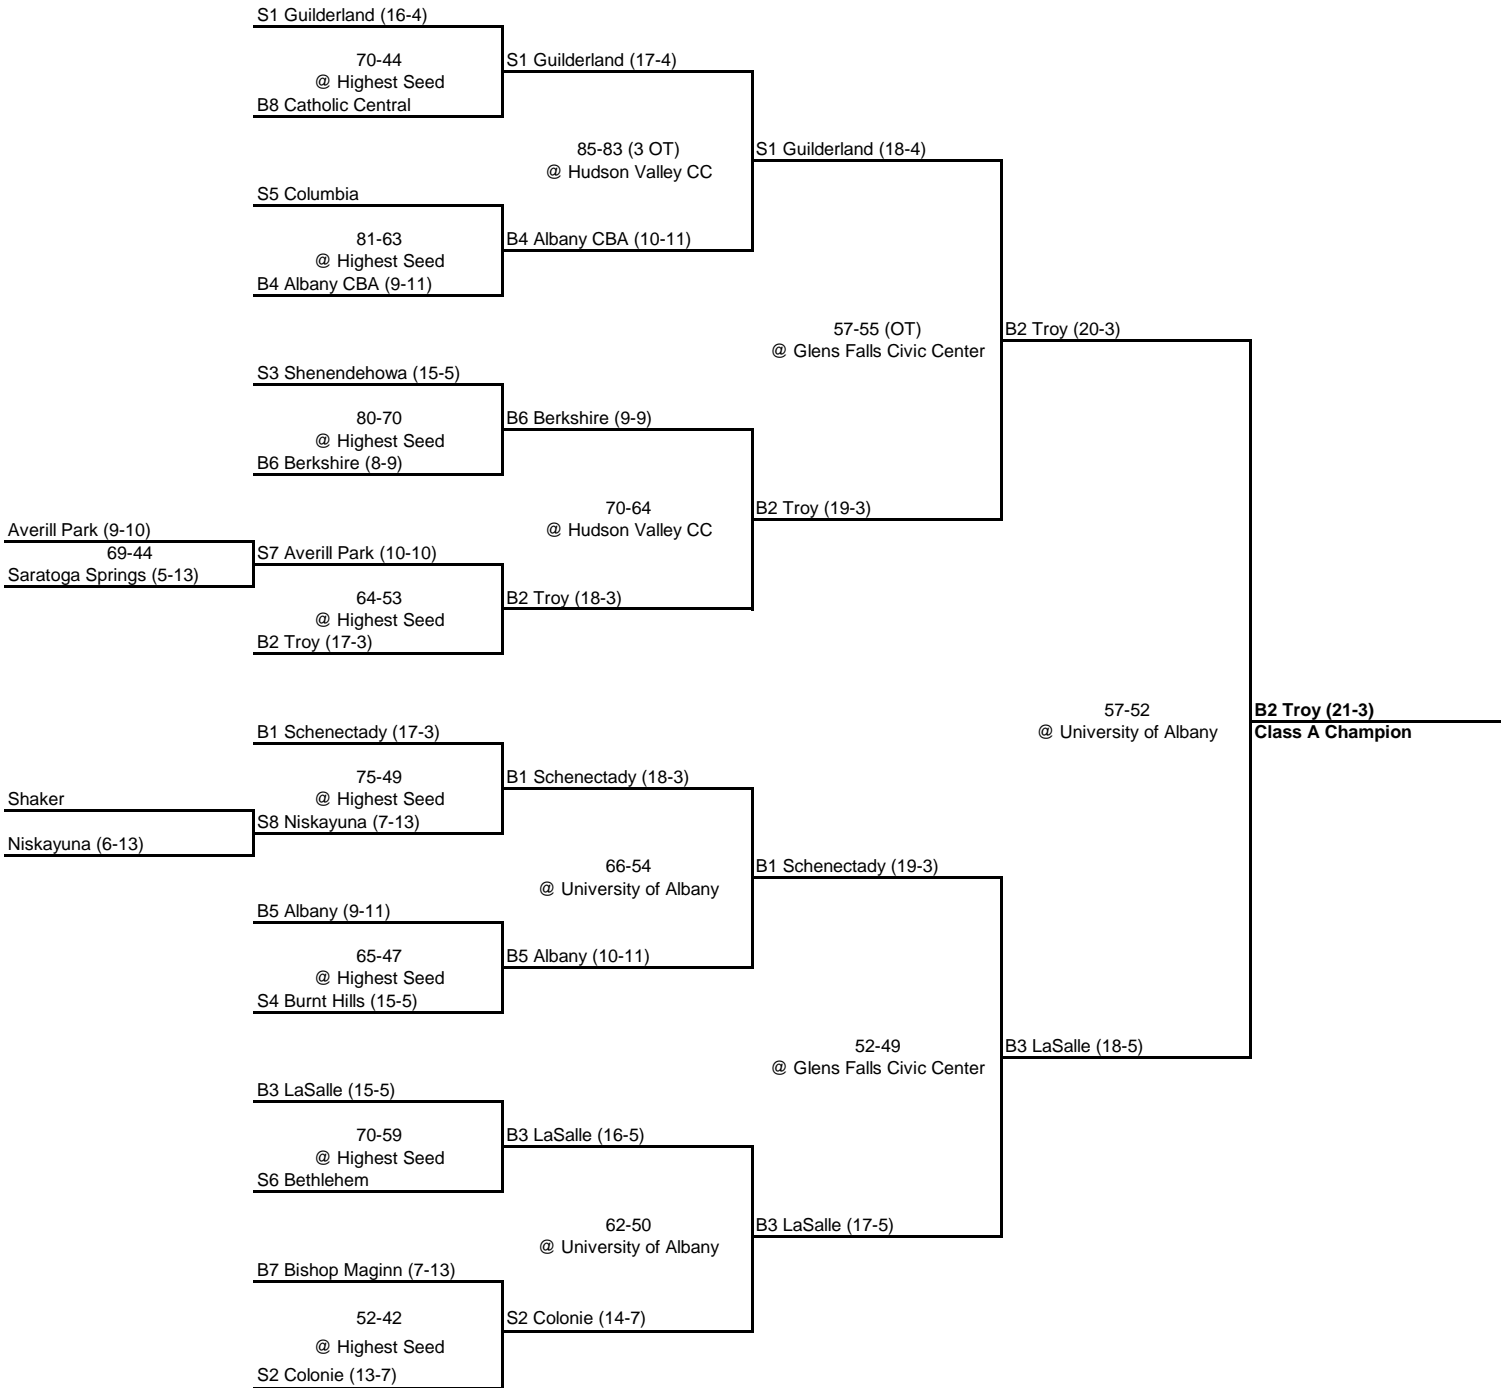 S1 Guilderland (16-4)
70-44
@ Highest Seed
B8 Catholic Central
S1 Guilderland (17-4)
85-83 (3 OT)
@ Hudson Valley CC
S1 Guilderland (18-4)
S5 Columbia
81-63
@ Highest Seed
B4 Albany CBA (9-11)
B4 Albany CBA (10-11)
57-55 (OT)
@ Glens Falls Civic Center
B2 Troy (20-3)
S3 Shenendehowa (15-5)
80-70
@ Highest Seed
B6 Berkshire (8-9)
B6 Berkshire (9-9)
70-64
@ Hudson Valley CC
B2 Troy (19-3)
Averill Park (9-10)
69-44
Saratoga Springs (5-13)
S7 Averill Park (10-10)
64-53
@ Highest Seed
B2 Troy (17-3)
B2 Troy (18-3)
57-52
@ University of Albany
B2 Troy (21-3)
Class A Champion
B1 Schenectady (17-3)
75-49
@ Highest Seed
Shaker
Niskayuna (6-13)
S8 Niskayuna (7-13)
B1 Schenectady (18-3)
66-54
@ University of Albany
B1 Schenectady (19-3)
B5 Albany (9-11)
65-47
@ Highest Seed
S4 Burnt Hills (15-5)
B5 Albany (10-11)
52-49
@ Glens Falls Civic Center
B3 LaSalle (18-5)
B3 LaSalle (15-5)
70-59
@ Highest Seed
S6 Bethlehem
B3 LaSalle (16-5)
62-50
@ University of Albany
B3 LaSalle (17-5)
B7 Bishop Maginn (7-13)
52-42
@ Highest Seed
S2 Colonie (13-7)
S2 Colonie (14-7)